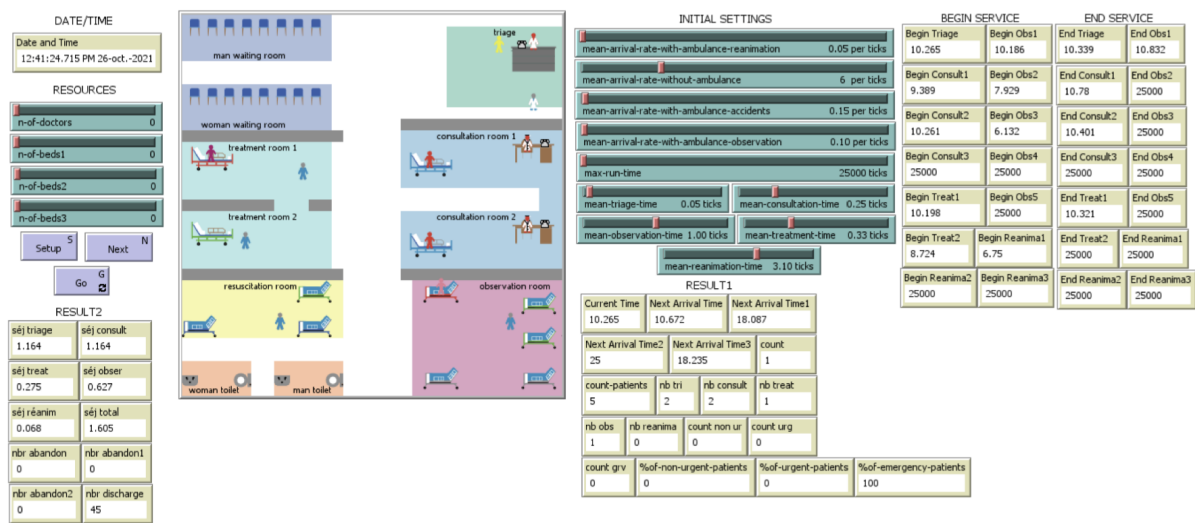 DATE/TIME
Date and Time
12:41:24.715 PM 26-oct.-2021
RESOURCES
n-of-doctors 0
n-of-beds1 0
n-of-beds2 0
n-of-beds3 0
Setup S
Next N
Go G
RESULT2
séj triage séj consult
1.164 1.164
séj treat séj obser
0.275 0.627
séj réanim séj total
0.068 1.605
nbr abandon nbr abandon1
0 0
nbr abandon2 nbr discharge
0 45
man waiting room
triage
woman waiting room
treatment room 1
consultation room 1
treatment room 2
consultation room 2
resuscitation room
observation room
woman toilet
man toilet
INITIAL SETTINGS
mean-arrival-rate-with-ambulance-reanimation 0.05 per ticks
mean-arrival-rate-without-ambulance 6 per ticks
mean-arrival-rate-with-ambulance-accidents 0.15 per ticks
mean-arrival-rate-with-ambulance-observation 0.10 per ticks
max-run-time 25000 ticks
mean-triage-time 0.05 ticks
mean-consultation-time 0.25 ticks
mean-observation-time 1.00 ticks
mean-treatment-time 0.33 ticks
mean-reanimation-time 3.10 ticks
RESULT1
Current Time Next Arrival Time Next Arrival Time1
10.265 10.672 18.087
Next Arrival Time2 Next Arrival Time3 count
25 18.235 1
count-patients nb tri nb consult nb treat
5 2 2 1
nb obs nb reanima count non ur count urg
1 0 0 0
count grv %of-non-urgent-patients %of-urgent-patients %of-emergency-patients
0 0 0 100
BEGIN SERVICE
Begin Triage Begin Obs1
10.265 10.186
Begin Consult1 Begin Obs2
9.389 7.929
Begin Consult2 Begin Obs3
10.261 6.132
Begin Consult3 Begin Obs4
25000 25000
Begin Treat1 Begin Obs5
10.198 25000
Begin Treat2 Begin Reanima1
8.724 6.75
Begin Reanima2 Begin Reanima3
25000 25000
END SERVICE
End Triage End Obs1
10.339 10.832
End Consult1 End Obs2
10.78 25000
End Consult2 End Obs3
10.401 25000
End Consult3 End Obs4
25000 25000
End Treat1 End Obs5
10.321 25000
End Treat2 End Reanima1
25000 25000
End Reanima2 End Reanima3
25000 25000